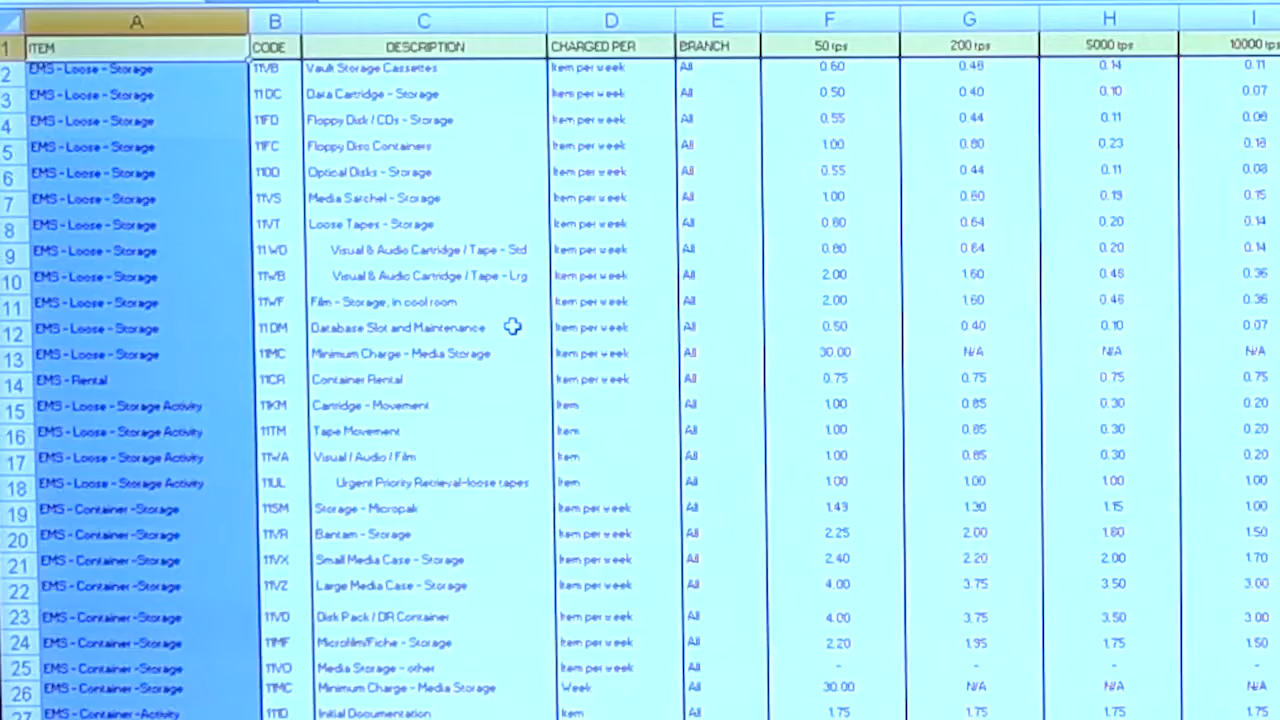 A B C D E F G H I
1 ITEM CODE DESCRIPTION CHARGED PER BRANCH 50 tps 200 tps 5000 tps 10000 tps
2 EMS - Loose - Storage 11VB Vault Storage Cassettes Item per week All 0.60 0.48 0.14 0.11
3 EMS - Loose - Storage 11DC Data Cartridge - Storage Item per week All 0.50 0.40 0.10 0.07
4 EMS - Loose - Storage 11FD Floppy Disk / CDs - Storage Item per week All 0.55 0.44 0.11 0.08
5 EMS - Loose - Storage 11FC Floppy Disc Containers Item per week All 1.00 0.80 0.23 0.18
6 EMS - Loose - Storage 11OD Optical Disks - Storage Item per week All 0.55 0.44 0.11 0.08
7 EMS - Loose - Storage 11VS Media Satchel - Storage Item per week All 1.00 0.19 0.15
8 EMS - Loose - Storage 11VT Loose Tapes - Storage Item per week All 0.80 0.64 0.20 0.14
9 EMS - Loose - Storage 11WD Visual & Audio Cartridge / Tape - Std Item per week All 0.80 0.64 0.20 0.14
10 EMS - Loose - Storage 11WB Visual & Audio Cartridge / Tape - Lrg Item per week All 2.00 1.60 0.46 0.36
11 EMS - Loose - Storage 11WF Film - Storage, in cool room Item per week All 2.00 1.60 0.46 0.36
12 EMS - Loose - Storage 11DM Database Slot and Maintenance Item per week All 0.50 0.40 0.10 0.07
13 EMS - Loose - Storage 11MC Minimum Charge - Media Storage Item per week All 30.00 N/A N/A N/A
14 EMS - Rental 11CR Container Rental Item per week All 0.75 0.75 0.75 0.75
15 EMS - Loose - Storage Activity 11KM Cartridge - Movement Item All 1.00 0.85 0.30 0.20
16 EMS - Loose - Storage Activity 11TM Tape Movement Item All 1.00 0.85 0.30 0.20
17 EMS - Loose - Storage Activity 11WA Visual / Audio / Film Item All 1.00 0.85 0.30 0.20
18 EMS - Loose - Storage Activity 11UL Urgent Priority Retrieval-loose tapes Item All 1.00 1.00 1.00 1.00
19 EMS - Container -Storage 11SM Storage - Micropak Item per week All 1.43 1.30 1.15 1.00
20 EMS - Container -Storage 11VR Bantam - Storage Item per week All 2.25 2.00 1.80 1.50
21 EMS - Container -Storage 11VX Small Media Case - Storage Item per week All 2.40 2.20 2.00 1.70
22 EMS - Container -Storage 11VZ Large Media Case - Storage Item per week All 4.00 3.75 3.50 3.00
23 EMS - Container -Storage 11VD Disk Pack / DR Container Item per week All 4.00 3.75 3.50 3.00
24 EMS - Container -Storage 11MF Microfilm/Fiche - Storage Item per week All 2.20 1.95 1.75 1.50
25 EMS - Container -Storage 11VO Media Storage - other Item per week All - - - -
26 EMS - Container -Storage 11MC Minimum Charge - Media Storage Week All 30.00 N/A N/A N/A
27 EMS - Container -Activity 11ID Initial Documentation Item All 1.75 1.75 1.75 1.75